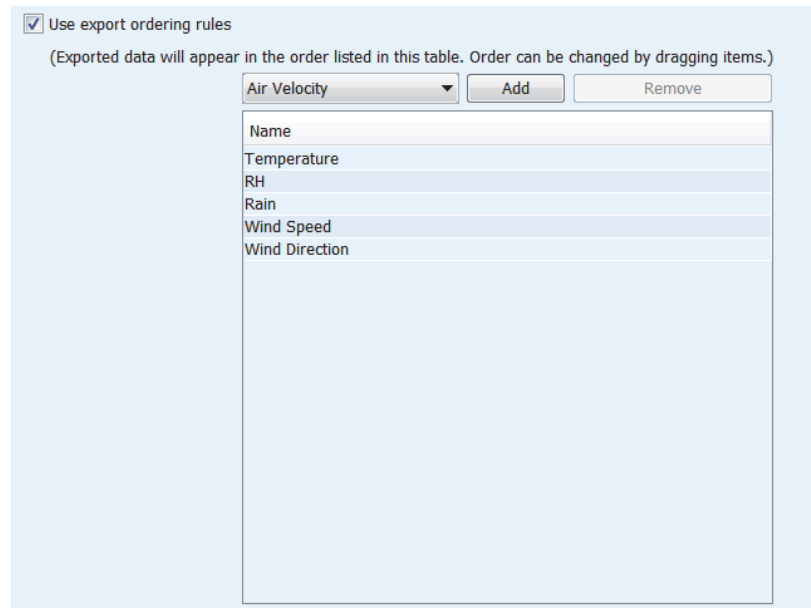 Use export ordering rules
(Exported data will appear in the order listed in this table. Order can be changed by dragging items.)
Air Velocity Add Remove
Name
Temperature
RH
Rain
Wind Speed
Wind Direction